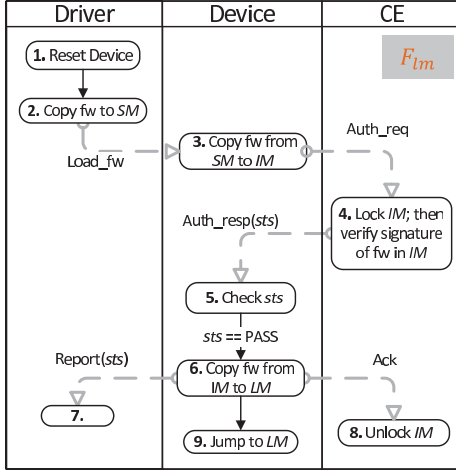 Driver
Device
CE
F_lm
1. Reset Device
2. Copy fw to SM
Load_fw
3. Copy fw from
SM to IM
Auth_req
4. Lock IM; then
verify signature
of fw in IM
Auth_resp(sts)
5. Check sts
sts == PASS
6. Copy fw from
IM to LM
Report(sts)
Ack
7.
8. Unlock IM
9. Jump to LM